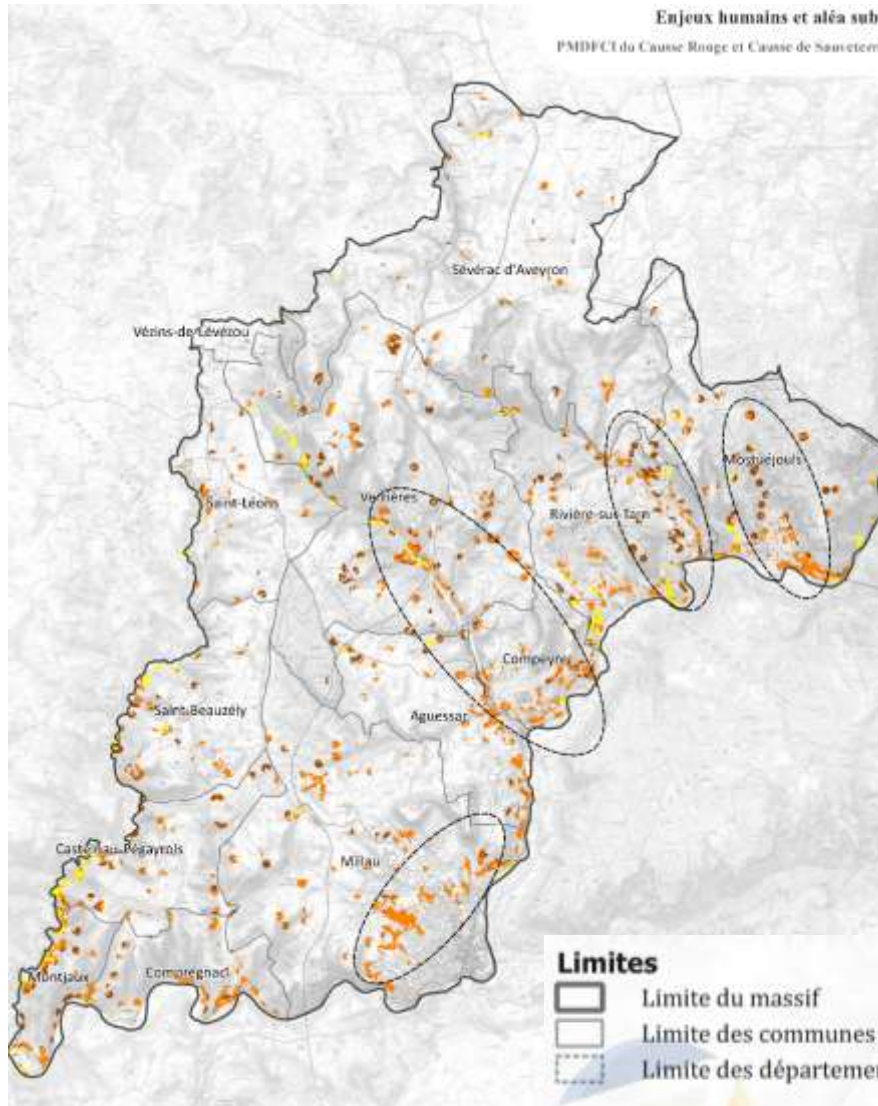 Enjeux humains et aléa sub
PMDFCI du Causse Rouge et Causse de Sauveterr
Sévérac d'Aveyron
Vézins-de-Lévézou
Mostuéjouls
Saint-Léons
Verrières
Rivière-sur-Tarn
Compeyre
Saint-Beauzély
Aguessac
Castelnau-Pégayrols
Millau
Montjaux
Comprégnac
Limites
Limite du massif
Limite des communes
Limite des départemen